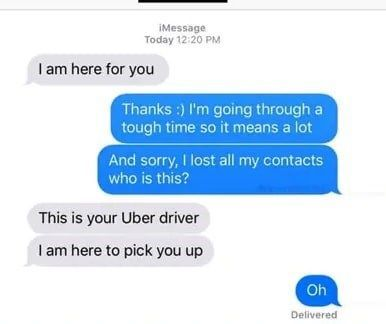 iMessage
Today 12:20 PM
I am here for you
Thanks :) I'm going through a
tough time so it means a lot
And sorry, I lost all my contacts
who is this?
This is your Uber driver
I am here to pick you up
Oh
Delivered